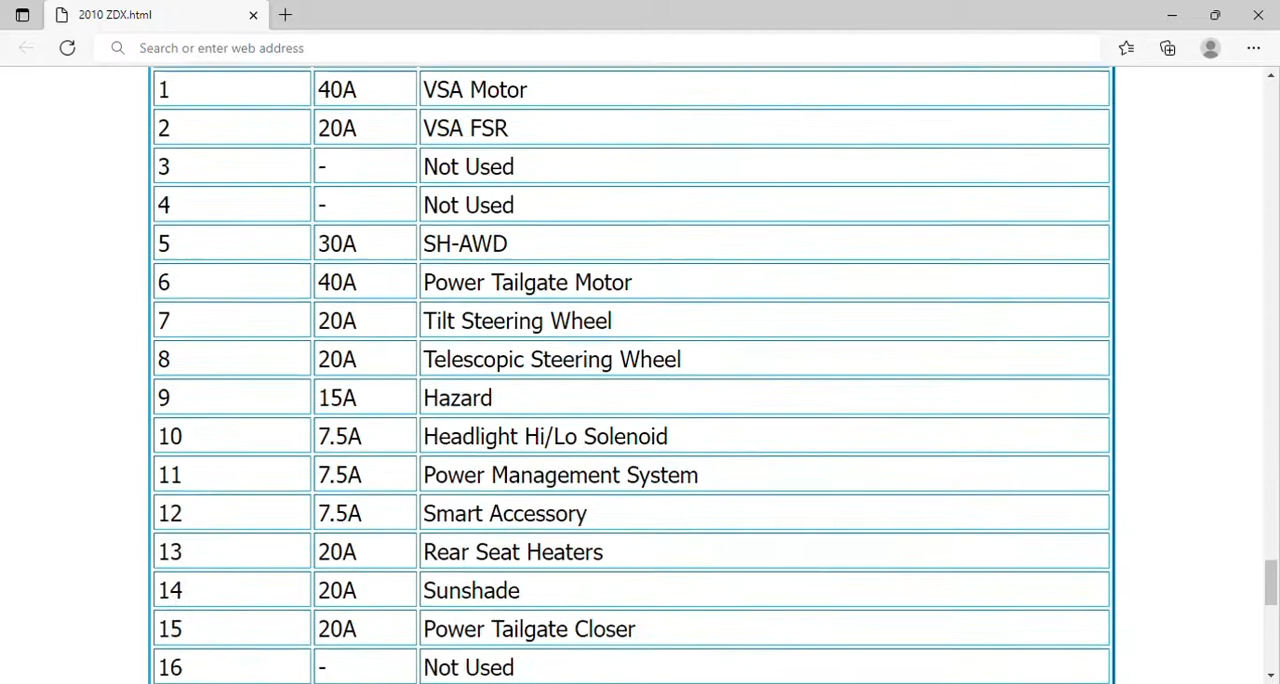 2010 ZDX.html
Search or enter web address
1 40A VSA Motor
2 20A VSA FSR
3 - Not Used
4 - Not Used
5 30A SH-AWD
6 40A Power Tailgate Motor
7 20A Tilt Steering Wheel
8 20A Telescopic Steering Wheel
9 15A Hazard
10 7.5A Headlight Hi/Lo Solenoid
11 7.5A Power Management System
12 7.5A Smart Accessory
13 20A Rear Seat Heaters
14 20A Sunshade
15 20A Power Tailgate Closer
16 - Not Used